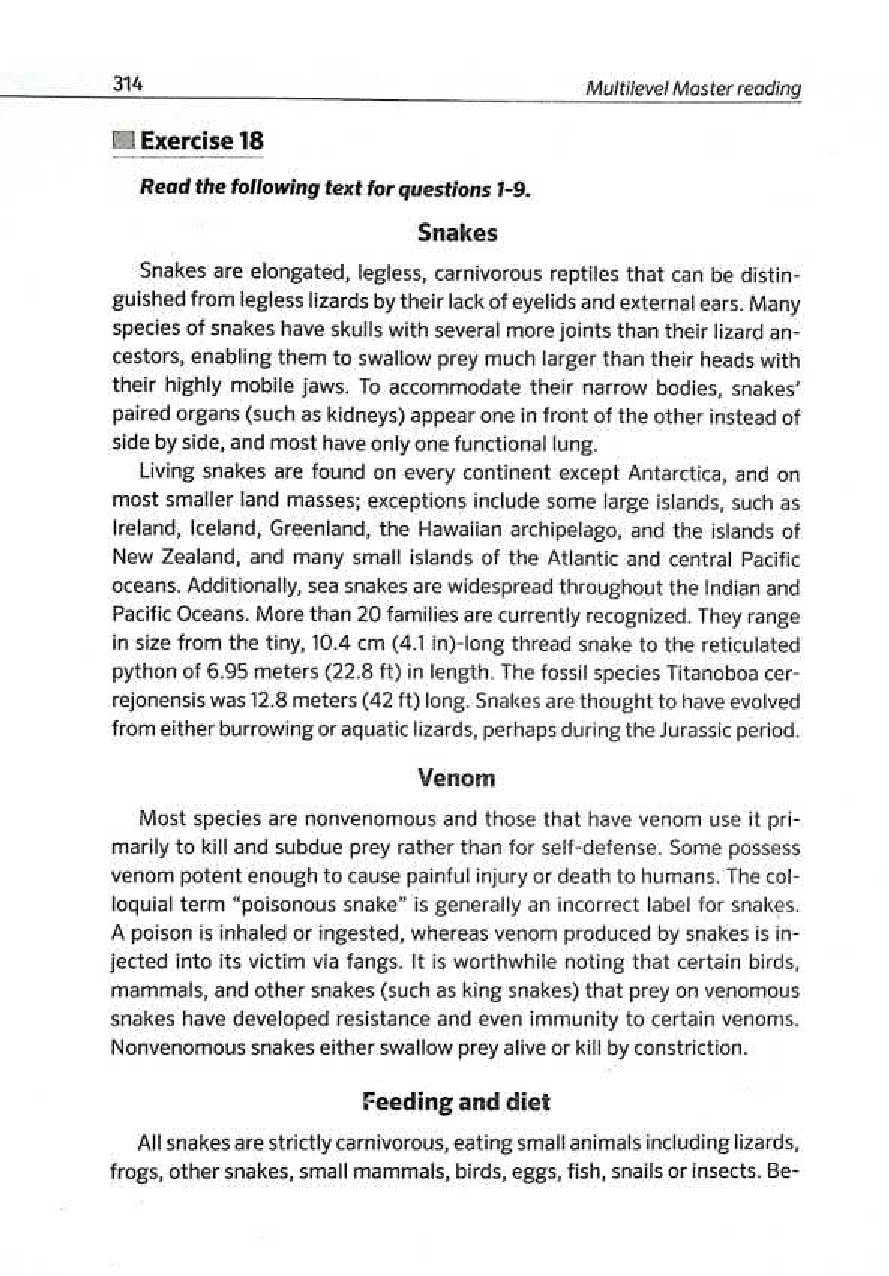 314
Multilevel Master reading
Exercise 18
Read the following text for questions 1-9.
Snakes
Snakes are elongated, legless, carnivorous reptiles that can be distin-
guished from legless lizards by their lack of eyelids and external ears. Many
species of snakes have skulls with several more joints than their lizard an-
cestors, enabling them to swallow prey much larger than their heads with
their highly mobile jaws. To accommodate their narrow bodies, snakes'
paired organs (such as kidneys) appear one in front of the other instead of
side by side, and most have only one functional lung.
Living snakes are found on every continent except Antarctica, and on
most smaller land masses; exceptions include some large islands, such as
Ireland, Iceland, Greenland, the Hawaiian archipelago, and the islands of
New Zealand, and many small islands of the Atlantic and central Pacific
oceans. Additionally, sea snakes are widespread throughout the Indian and
Pacific Oceans. More than 20 families are currently recognized. They range
in size from the tiny, 10.4 cm (4.1 in)-long thread snake to the reticulated
python of 6.95 meters (22.8 ft) in length. The fossil species Titanoboa cer-
rejonensis was 12.8 meters (42 ft) long. Snakes are thought to have evolved
from either burrowing or aquatic lizards, perhaps during the Jurassic period.
Venom
Most species are nonvenomous and those that have venom use it pri-
marily to kill and subdue prey rather than for self-defense. Some possess
venom potent enough to cause painful injury or death to humans. The col-
loquial term "poisonous snake" is generally an incorrect label for snakes.
A poison is inhaled or ingested, whereas venom produced by snakes is in-
jected into its victim via fangs. It is worthwhile noting that certain birds,
mammals, and other snakes (such as king snakes) that prey on venomous
snakes have developed resistance and even immunity to certain venoms.
Nonvenomous snakes either swallow prey alive or kill by constriction.
Feeding and diet
All snakes are strictly carnivorous, eating small animals including lizards,
frogs, other snakes, small mammals, birds, eggs, fish, snails or insects. Be-